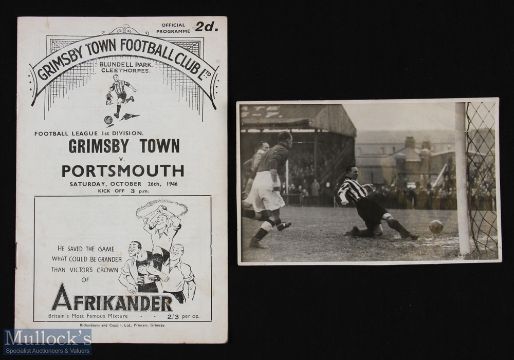 OFFICIAL PROGRAMME 2d.
GRIMSBY TOWN FOOTBALL CLUB LTD
BLUNDELL PARK,
CLEETHORPES.
FOOTBALL LEAGUE 1st DIVISION.
GRIMSBY TOWN
v
PORTSMOUTH
SATURDAY, OCTOBER 26th, 1946
KICK OFF 3 p.m.
HE SAVED THE GAME
WHAT COULD BE GRANDER
THAN VICTOR'S CROWN
OF
AFRIKANDER
Britain's Most Famous Mixture - - 2/3 per oz.
Mullock's
Specialist Auctioneers & Valuers